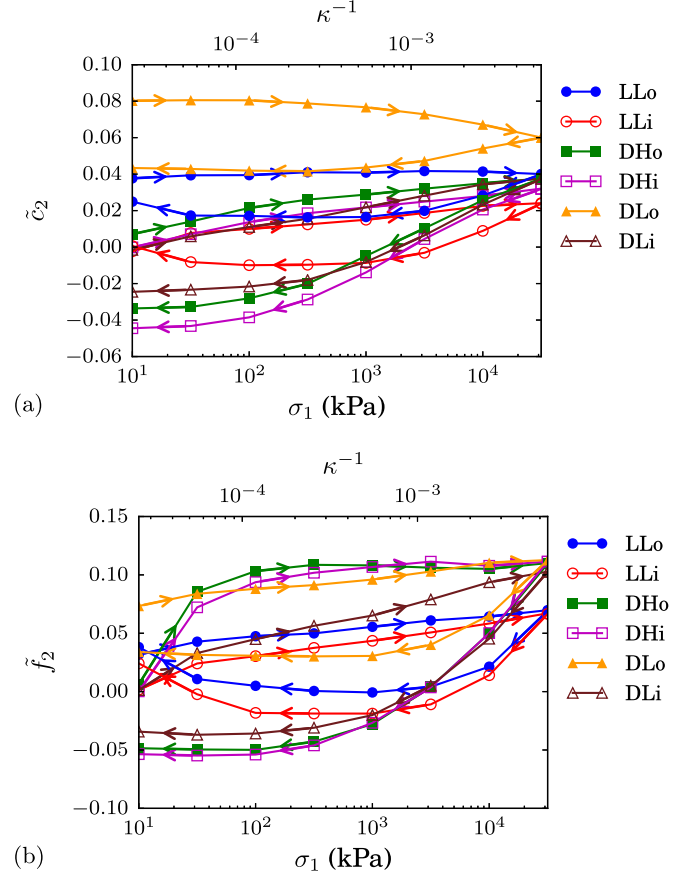 κ⁻¹
10⁻⁴ 10⁻³
0.10
0.08
0.06
0.04
0.02
0.00
−0.02
−0.04
−0.06
c̃₂
10¹ 10² 10³ 10⁴
σ₁ (kPa)
(a)
LLo
LLi
DHo
DHi
DLo
DLi
κ⁻¹
10⁻⁴ 10⁻³
0.15
0.10
0.05
0.00
−0.05
−0.10
f̃₂
10¹ 10² 10³ 10⁴
σ₁ (kPa)
(b)
LLo
LLi
DHo
DHi
DLo
DLi